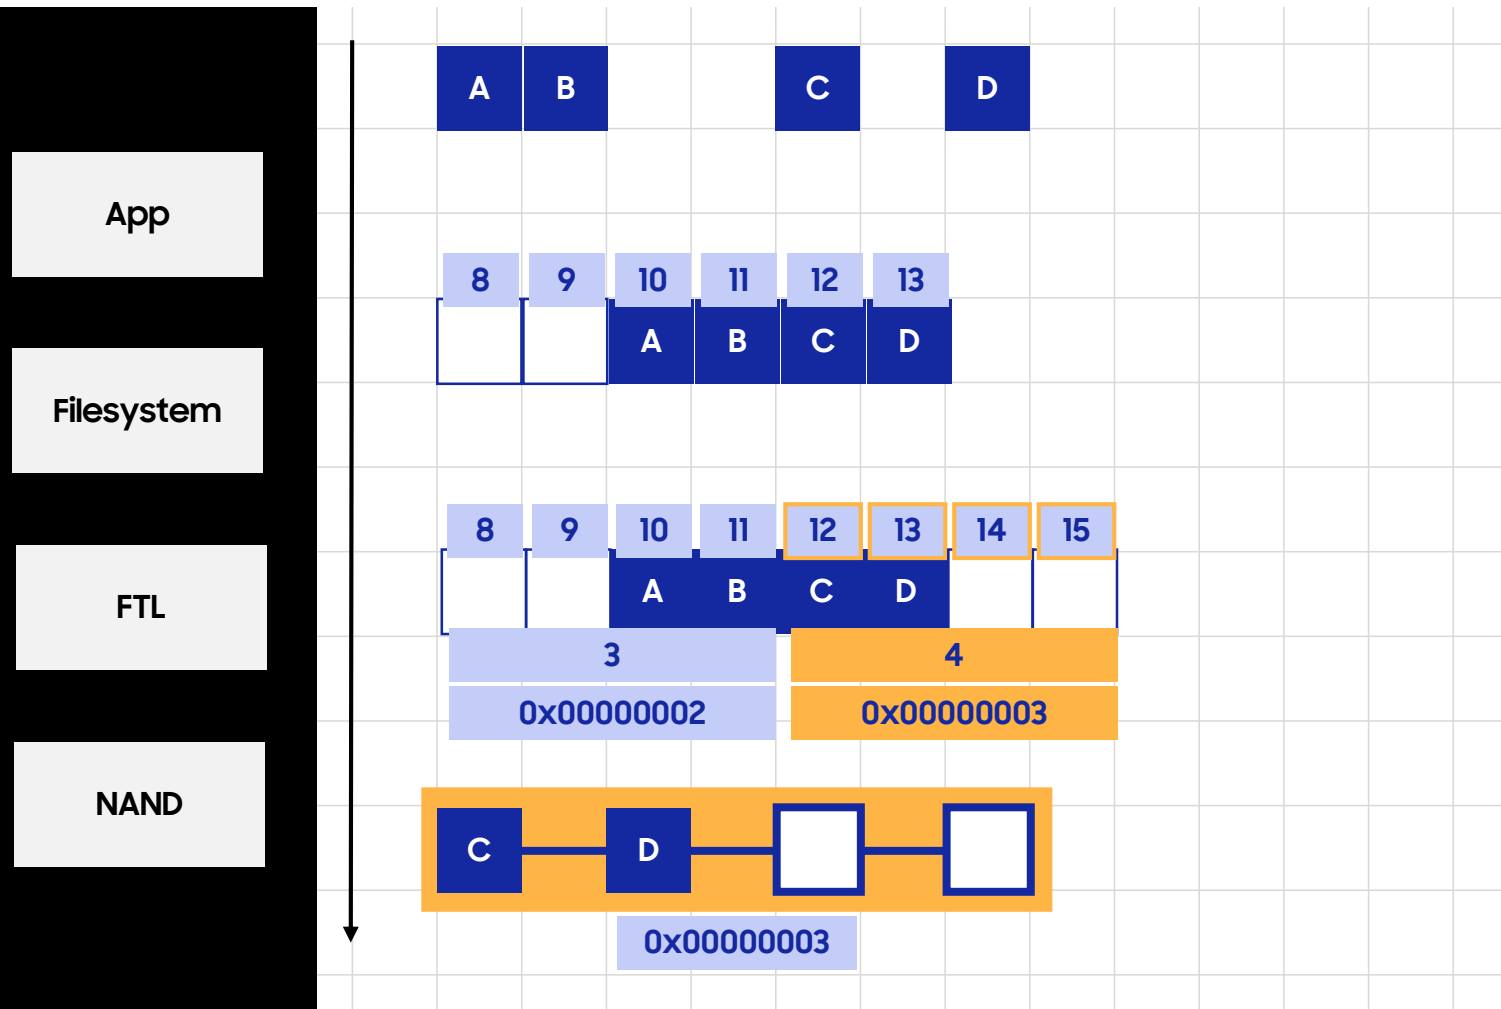 A B C D
App
8 9 10 11 12 13
A B C D
Filesystem
8 9 10 11 12 13 14 15
A B C D
FTL
3 4
0x00000002 0x00000003
NAND
C D
0x00000003